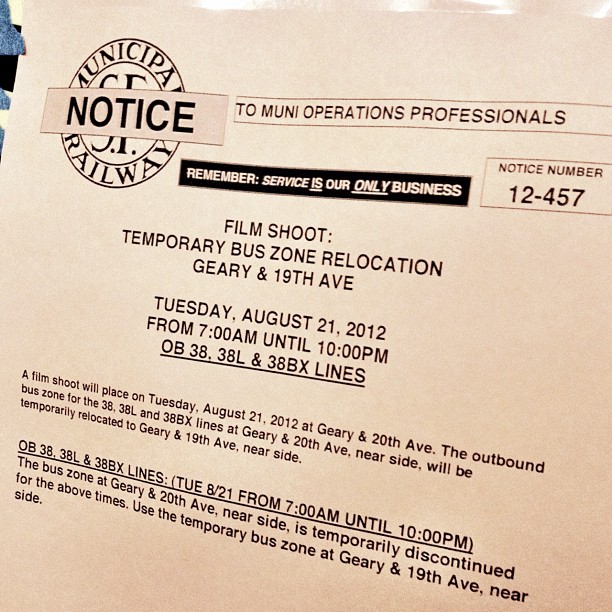 MUNICIPAL
S.F.
NOTICE
RAILWAY
TO MUNI OPERATIONS PROFESSIONALS
REMEMBER: SERVICE IS OUR ONLY BUSINESS
NOTICE NUMBER
12-457
FILM SHOOT:
TEMPORARY BUS ZONE RELOCATION
GEARY & 19TH AVE
TUESDAY, AUGUST 21, 2012
FROM 7:00AM UNTIL 10:00PM
OB 38, 38L & 38BX LINES
A film shoot will place on Tuesday, August 21, 2012 at Geary & 20th Ave. The outbound
bus zone for the 38, 38L and 38BX lines at Geary & 20th Ave, near side, will be
temporarily relocated to Geary & 19th Ave, near side.
OB 38, 38L & 38BX LINES: (TUE 8/21 FROM 7:00AM UNTIL 10:00PM)
The bus zone at Geary & 20th Ave, near side, is temporarily discontinued
for the above times. Use the temporary bus zone at Geary & 19th Ave, near
side.